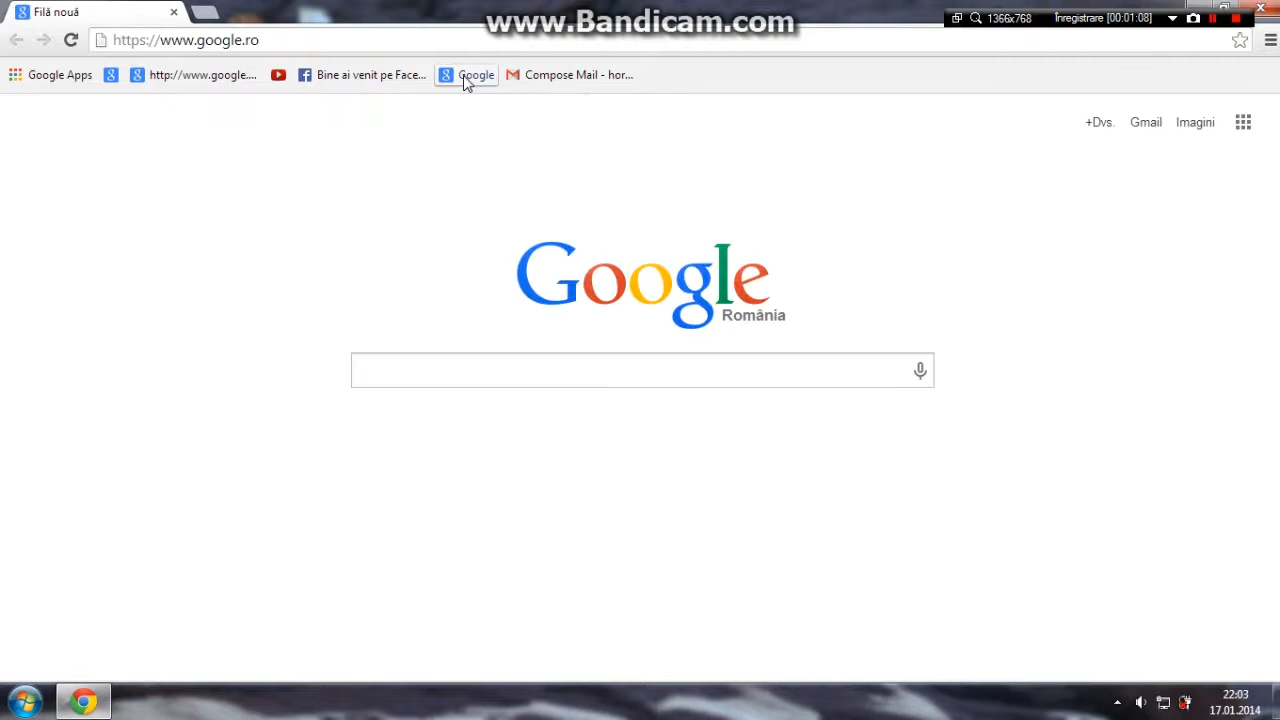 Filă nouă
www.Bandicam.com
1366x768
Înregistrare [00:01:08]
https://www.google.ro
Google Apps
http://www.google....
Bine ai venit pe Face...
Google
Compose Mail - hor...
+Dvs.
Gmail
Imagini
Google
România
22:03
17.01.2014